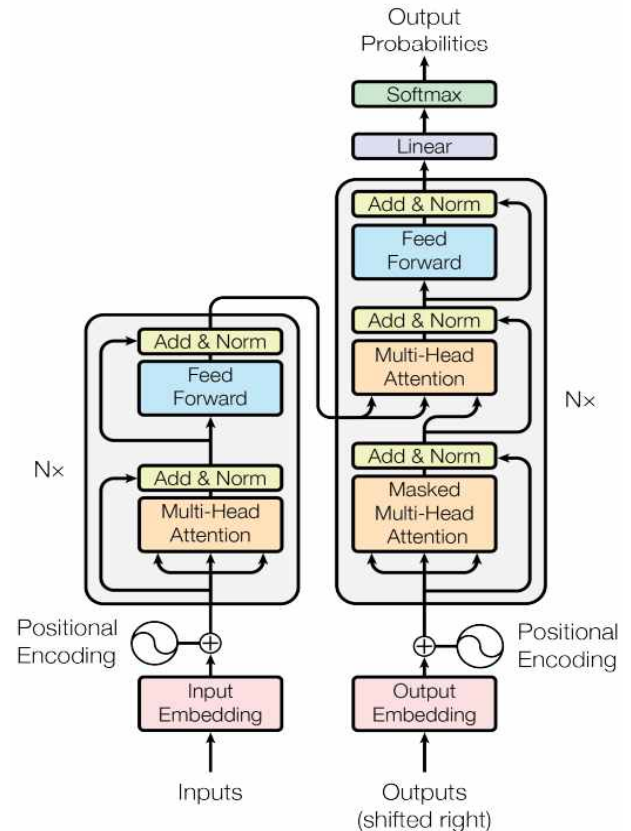 Output
Probabilities
Softmax
Linear
Add & Norm
Feed
Forward
Add & Norm
Multi-Head
Attention
Add & Norm
Masked
Multi-Head
Attention
N×
Add & Norm
Feed
Forward
Add & Norm
Multi-Head
Attention
N×
Positional
Encoding
Positional
Encoding
Input
Embedding
Output
Embedding
Inputs
Outputs
(shifted right)